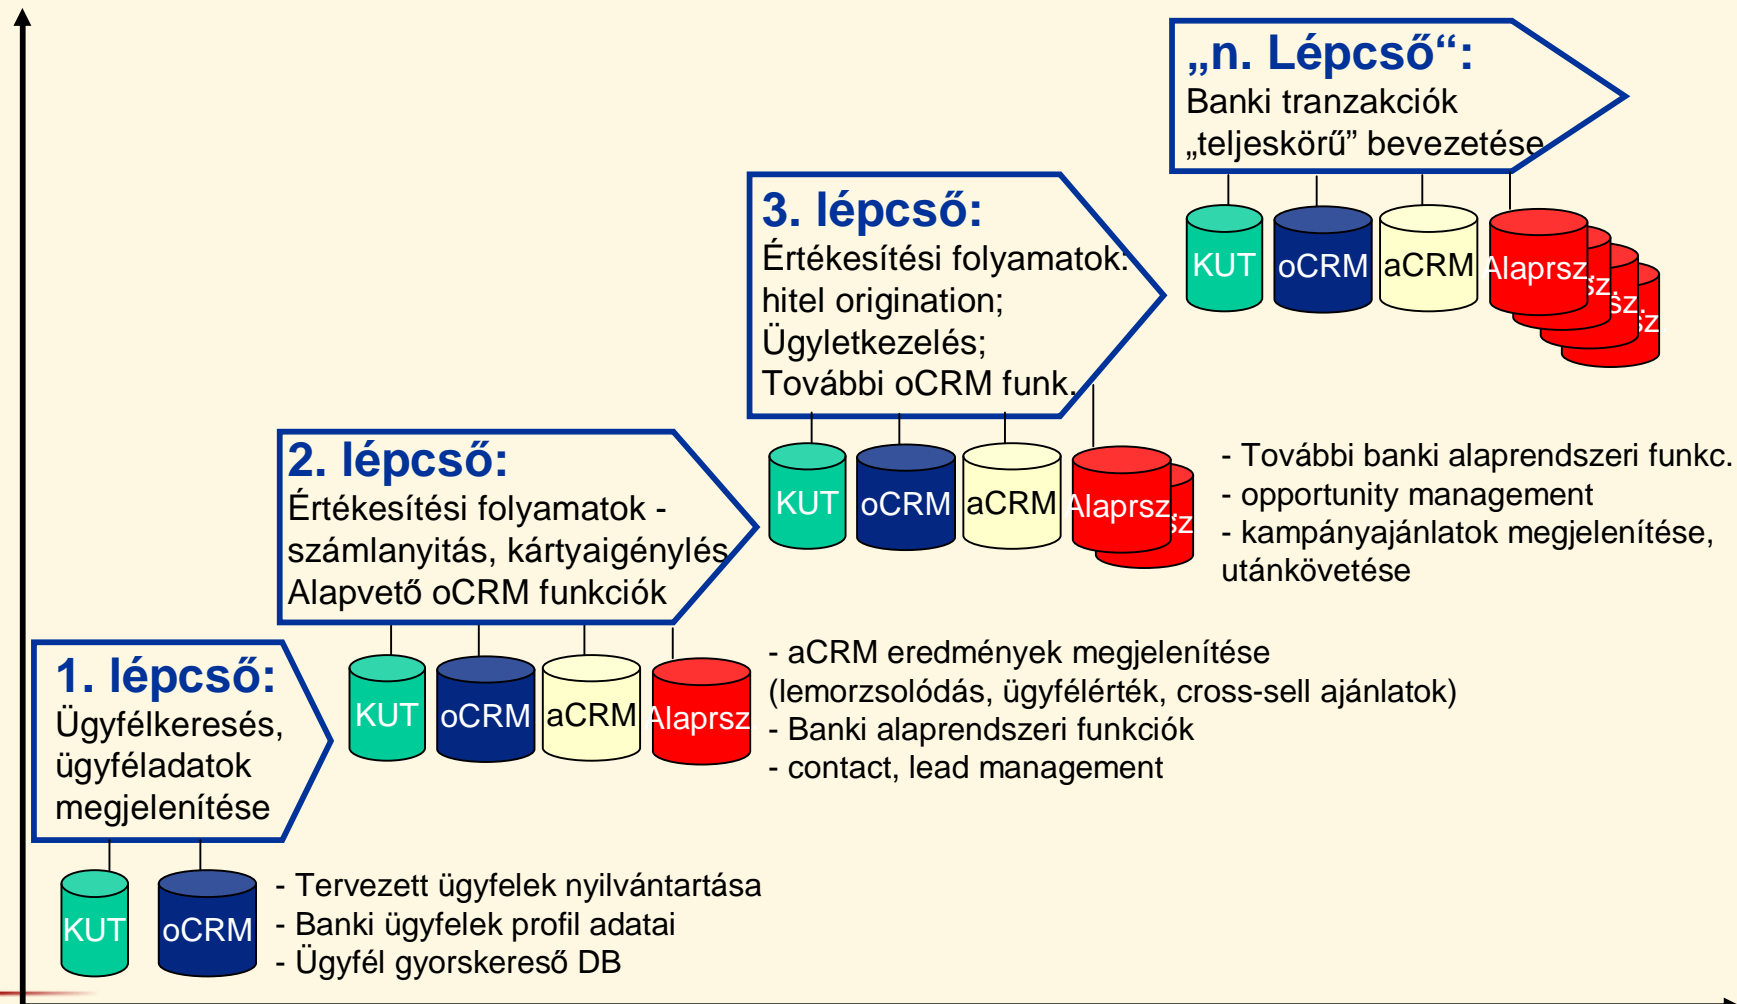 „n. Lépcső“:
Banki tranzakciók
„teljeskörű” bevezetése
KUT
oCRM
aCRM
Alaprsz.
sz.
sz.
sz.
3. lépcső:
Értékesítési folyamatok:
hitel origination;
Ügyletkezelés;
További oCRM funk.
KUT
oCRM
aCRM
Alaprsz.
sz.
- További banki alaprendszeri funkc.
- opportunity management
- kampányajánlatok megjelenítése,
utánkövetése
2. lépcső:
Értékesítési folyamatok -
számlanyitás, kártyaigénylés
Alapvető oCRM funkciók
KUT
oCRM
aCRM
Alaprsz.
- aCRM eredmények megjelenítése
(lemorzsolódás, ügyfélérték, cross-sell ajánlatok)
- Banki alaprendszeri funkciók
- contact, lead management
1. lépcső:
Ügyfélkeresés,
ügyféladatok
megjelenítése
KUT
oCRM
- Tervezett ügyfelek nyilvántartása
- Banki ügyfelek profil adatai
- Ügyfél gyorskereső DB